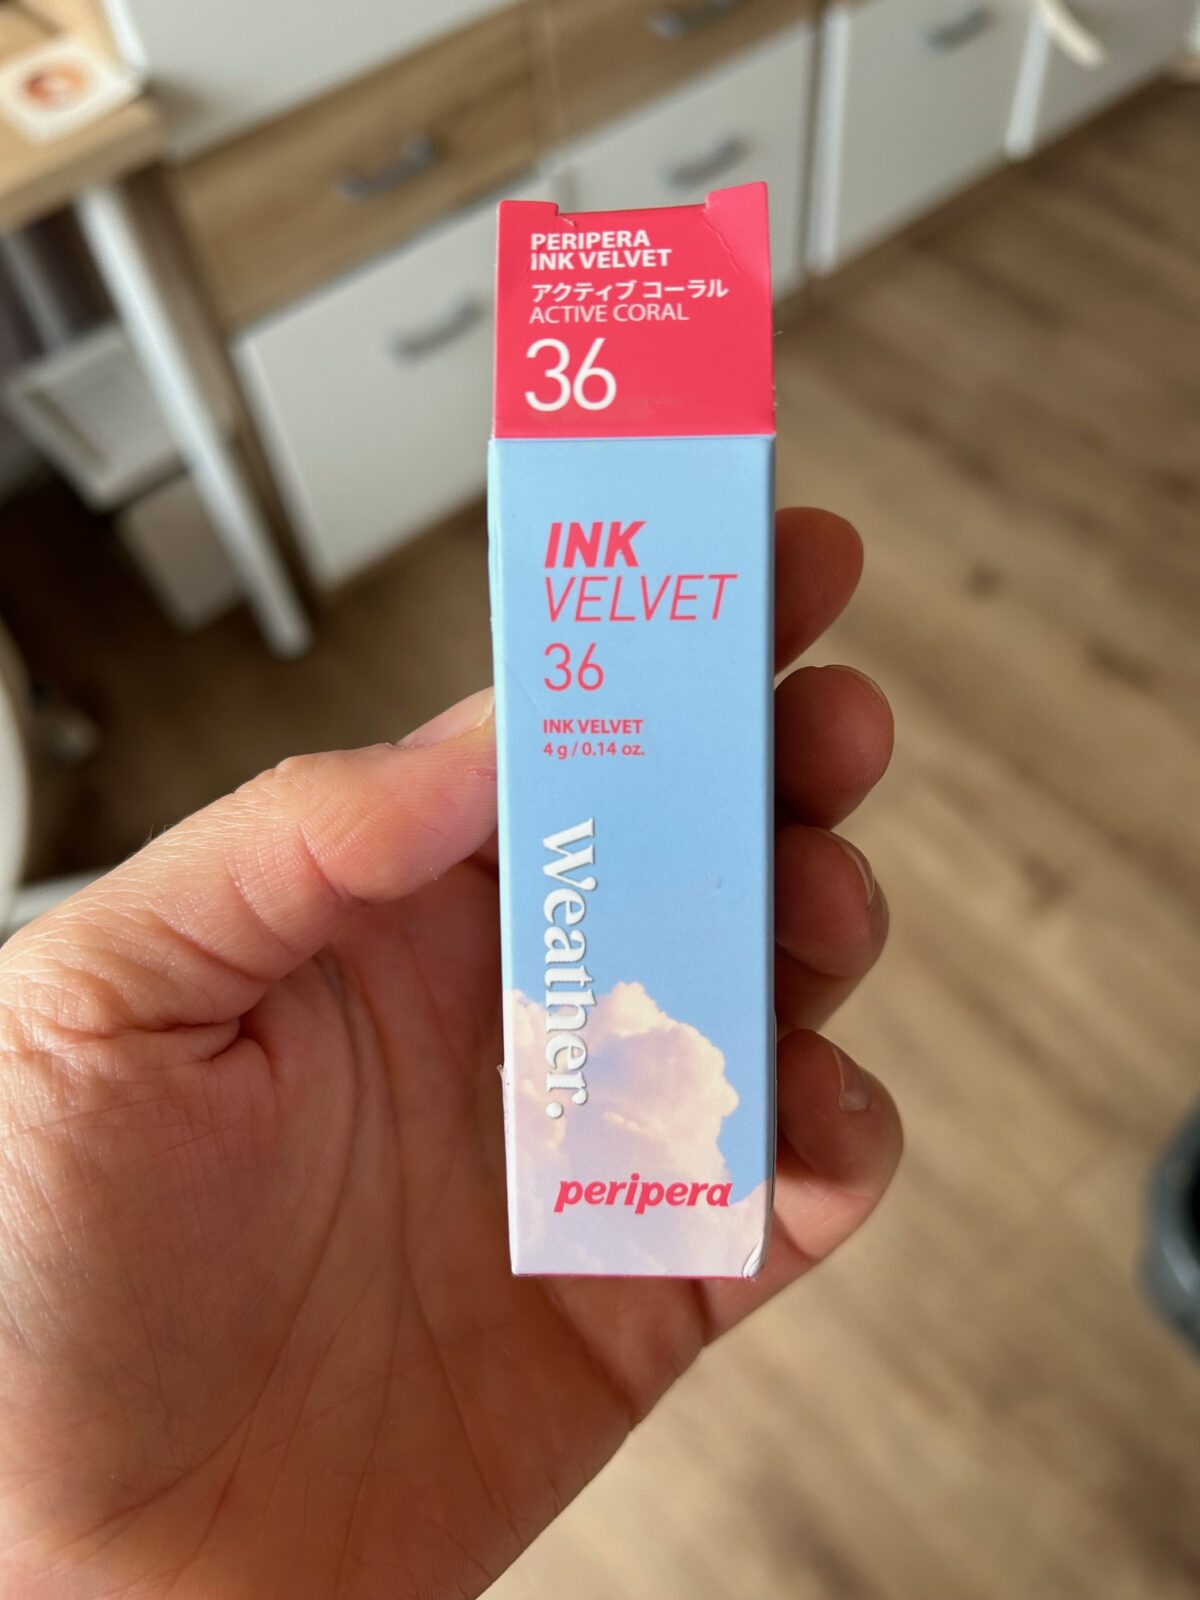 PERIPERA
INK VELVET
アクティブ コーラル
ACTIVE CORAL
36
INK
VELVET
36
INK VELVET
4 g / 0.14 oz.
Weather.
peripera